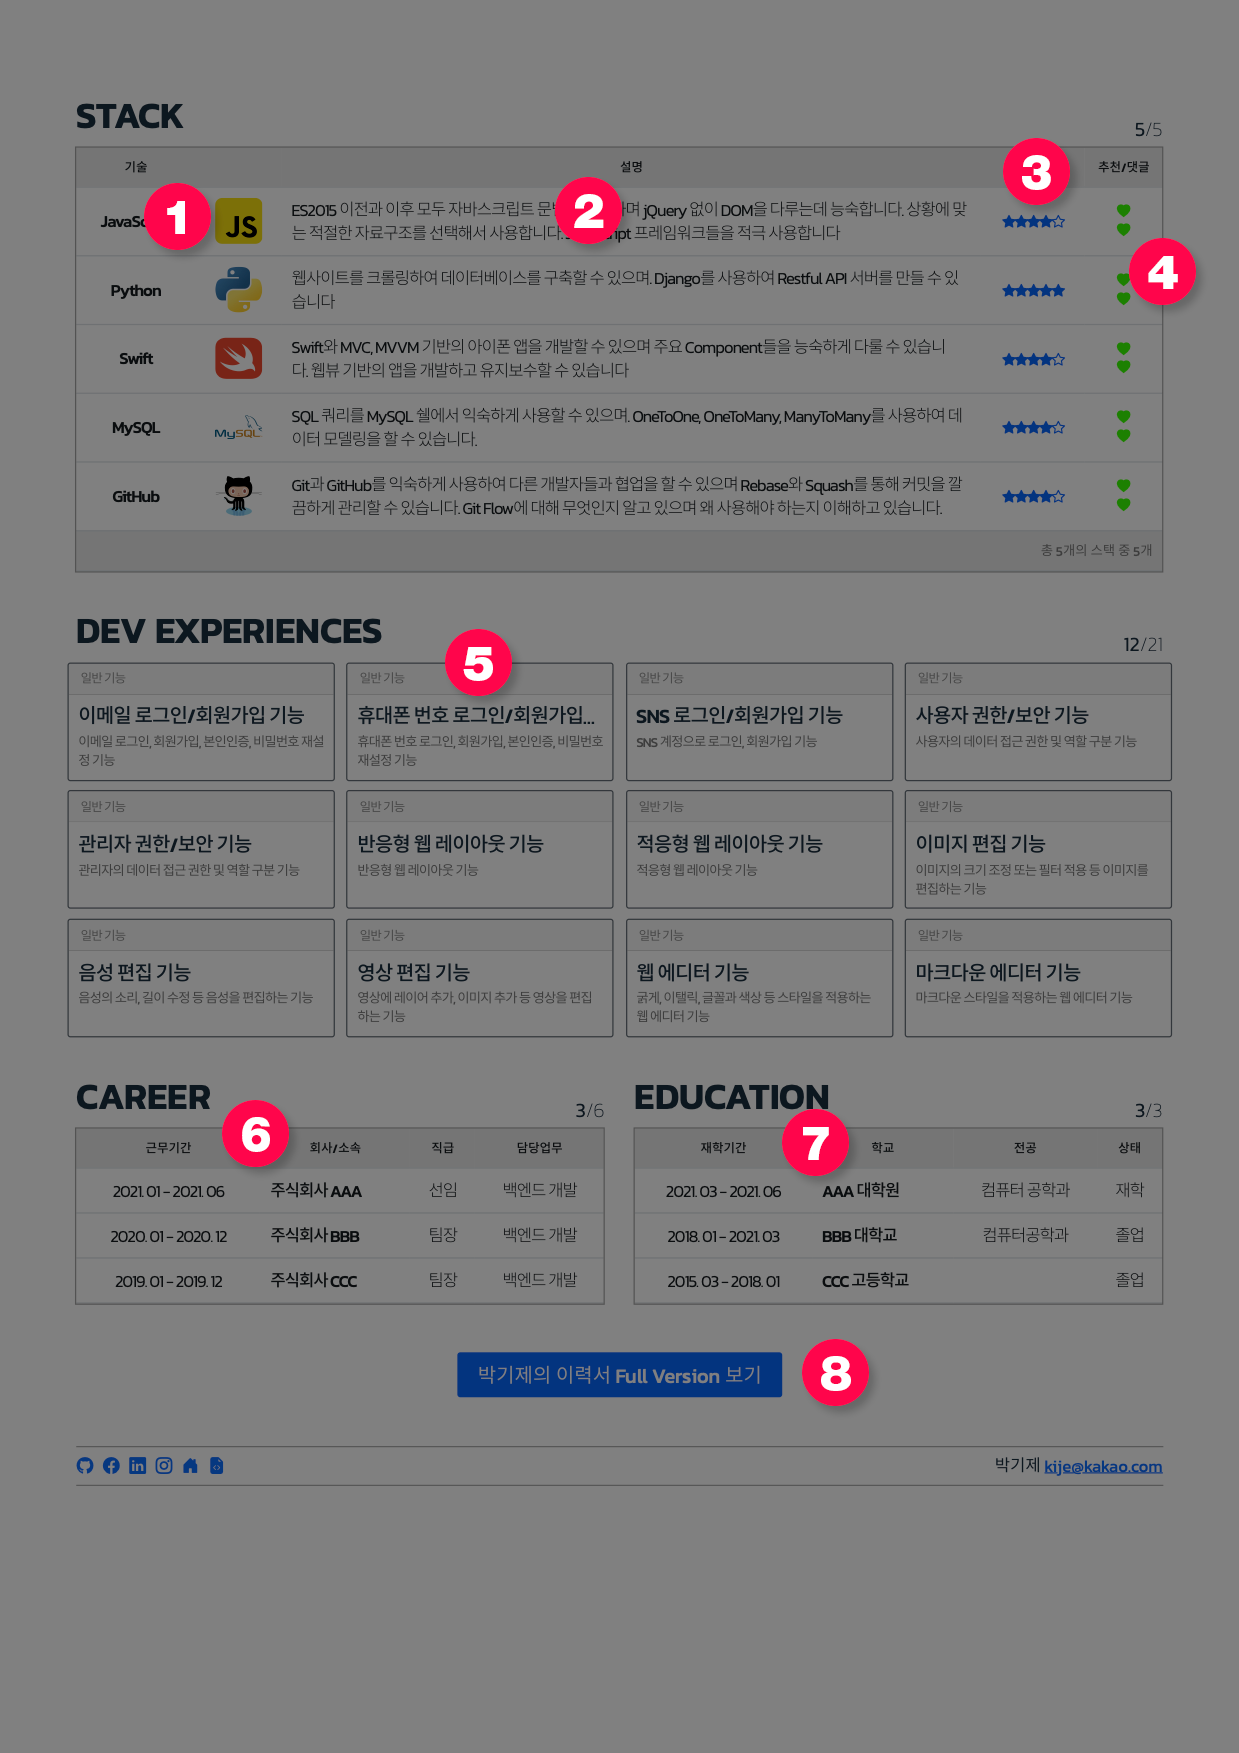 STACK
5/5
기술 설명 3 추천/댓글
1 JS ES2015 이전과 이후 모두 자바스크립트 2 jQuery 없이 DOM을 다루는데 능숙합니다. 상황에 맞
는 적절한 자료구조를 선택해서 사용합니다. 프레임워크들을 적극 사용합니다
4
Python 웹사이트를 크롤링하여 데이터베이스를 구축할 수 있으며, Django를 사용하여 Restful API 서버를 만들 수 있
습니다
Swift Swift와 MVC, MVVM 기반의 아이폰 앱을 개발할 수 있으며 주요 Component들을 능숙하게 다룰 수 있습니
다. 웹뷰 기반의 앱을 개발하고 유지보수할 수 있습니다
MySQL MySQL SQL 쿼리를 MySQL 쉘에서 익숙하게 사용할 수 있으며. OneToOne, OneToMany, ManyToMany를 사용하여 데
이터 모델링을 할 수 있습니다.
GitHub Git과 GitHub를 익숙하게 사용하여 다른 개발자들과 협업을 할 수 있으며 Rebase와 Squash를 통해 커밋을 깔
끔하게 관리할 수 있습니다. Git Flow에 대해 무엇인지 알고 있으며 왜 사용해야 하는지 이해하고 있습니다.
총 5개의 스택 중 5개
DEV EXPERIENCES
12/21
5
일반 기능 일반 기능 일반 기능 일반 기능
이메일 로그인/회원가입 기능 휴대폰 번호 로그인/회원가입... SNS 로그인/회원가입 기능 사용자 권한/보안 기능
이메일 로그인, 회원가입, 본인인증, 비밀번호 재설 휴대폰 번호 로그인, 회원가입, 본인인증, 비밀번호 SNS 계정으로 로그인, 회원가입 기능 사용자의 데이터 접근 권한 및 역할 구분 기능
정 기능 재설정 기능
일반 기능 일반 기능 일반 기능 일반 기능
관리자 권한/보안 기능 반응형 웹 레이아웃 기능 적응형 웹 레이아웃 기능 이미지 편집 기능
관리자의 데이터 접근 권한 및 역할 구분 기능 반응형 웹 레이아웃 기능 적응형 웹 레이아웃 기능 이미지의 크기 조정 또는 필터 적용 등 이미지를
편집하는 기능
일반 기능 일반 기능 일반 기능 일반 기능
음성 편집 기능 영상 편집 기능 웹 에디터 기능 마크다운 에디터 기능
음성의 소리, 길이 수정 등 음성을 편집하는 기능 영상에 레이어 추가, 이미지 추가 등 영상을 편집 굵게, 이탤릭, 글꼴과 색상 등 스타일을 적용하는 마크다운 스타일을 적용하는 웹 에디터 기능
하는 기능 웹 에디터 기능
CAREER
3/6
6
근무기간 회사/소속 직급 담당업무
2021. 01 - 2021. 06 주식회사 AAA 선임 백엔드 개발
2020. 01 - 2020. 12 주식회사 BBB 팀장 백엔드 개발
2019. 01 - 2019. 12 주식회사 CCC 팀장 백엔드 개발
EDUCATION
3/3
7
재학기간 학교 전공 상태
2021. 03 - 2021. 06 AAA 대학원 컴퓨터 공학과 재학
2018. 01 - 2021. 03 BBB 대학교 컴퓨터공학과 졸업
2015. 03 - 2018. 01 CCC 고등학교 졸업
박기제의 이력서 Full Version 보기
8
박기제 kije@kakao.com